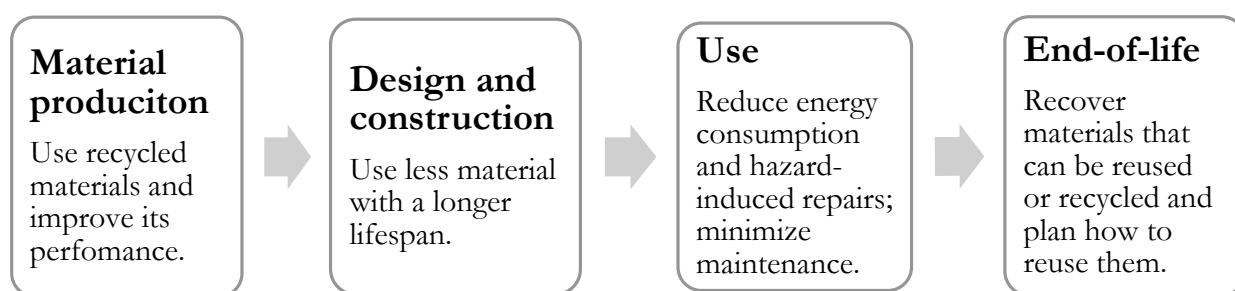 Material
produciton
Use recycled
materials and
improve its
perfomance.
Design and
construction
Use less material
with a longer
lifespan.
Use
Reduce energy
consumption
and hazard-
induced repairs;
minimize
maintenance.
End-of-life
Recover
materials that
can be reused
or recycled and
plan how to
reuse them.